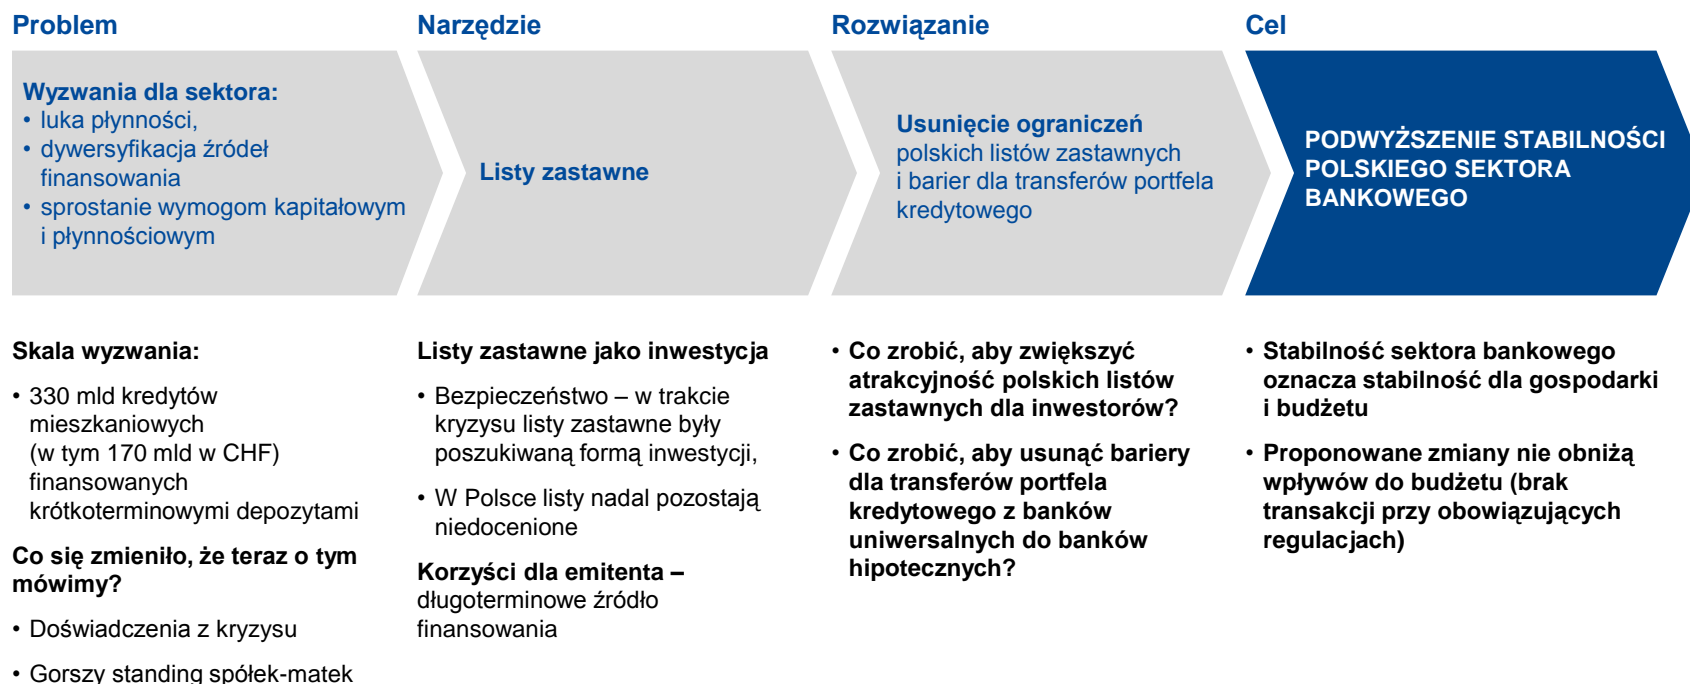 Problem
Wyzwania dla sektora:
• luka płynności,
• dywersyfikacja źródeł
finansowania
• sprostanie wymogom kapitałowym
i płynnościowym
Skala wyzwania:
• 330 mld kredytów
mieszkaniowych
(w tym 170 mld w CHF)
finansowanych
krótkoterminowymi depozytami
Co się zmieniło, że teraz o tym
mówimy?
• Doświadczenia z kryzysu
• Gorszy standing spółek-matek
Narzędzie
Listy zastawne
Listy zastawne jako inwestycja
• Bezpieczeństwo – w trakcie
kryzysu listy zastawne były
poszukiwaną formą inwestycji,
• W Polsce listy nadal pozostają
niedocenione
Korzyści dla emitenta –
długoterminowe źródło
finansowania
Rozwiązanie
Usunięcie ograniczeń
polskich listów zastawnych
i barier dla transferów portfela
kredytowego
• Co zrobić, aby zwiększyć
atrakcyjność polskich listów
zastawnych dla inwestorów?
• Co zrobić, aby usunąć bariery
dla transferów portfela
kredytowego z banków
uniwersalnych do banków
hipotecznych?
Cel
PODWYŻSZENIE STABILNOŚCI
POLSKIEGO SEKTORA
BANKOWEGO
• Stabilność sektora bankowego
oznacza stabilność dla gospodarki
i budżetu
• Proponowane zmiany nie obniżą
wpływów do budżetu (brak
transakcji przy obowiązujących
regulacjach)